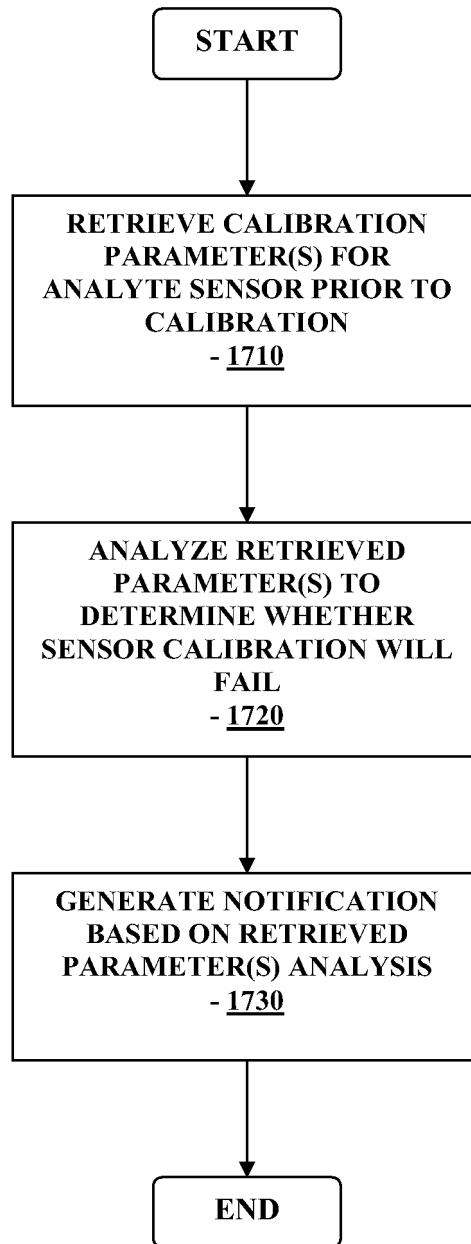 START
RETRIEVE CALIBRATION
PARAMETER(S) FOR
ANALYTE SENSOR PRIOR TO
CALIBRATION
- 1710
ANALYZE RETRIEVED
PARAMETER(S) TO
DETERMINE WHETHER
SENSOR CALIBRATION WILL
FAIL
- 1720
GENERATE NOTIFICATION
BASED ON RETRIEVED
PARAMETER(S) ANALYSIS
- 1730
END